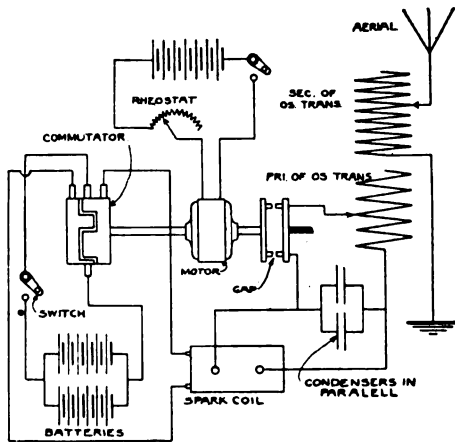 AERIAL
SEC. OF
OS. TRANS
RHEOSTAT
COMMUTATOR
PRI. OF OS TRANS
MOTOR
GAP
SWITCH
BATTERIES
SPARK COIL
CONDENSERS IN
PARALELL